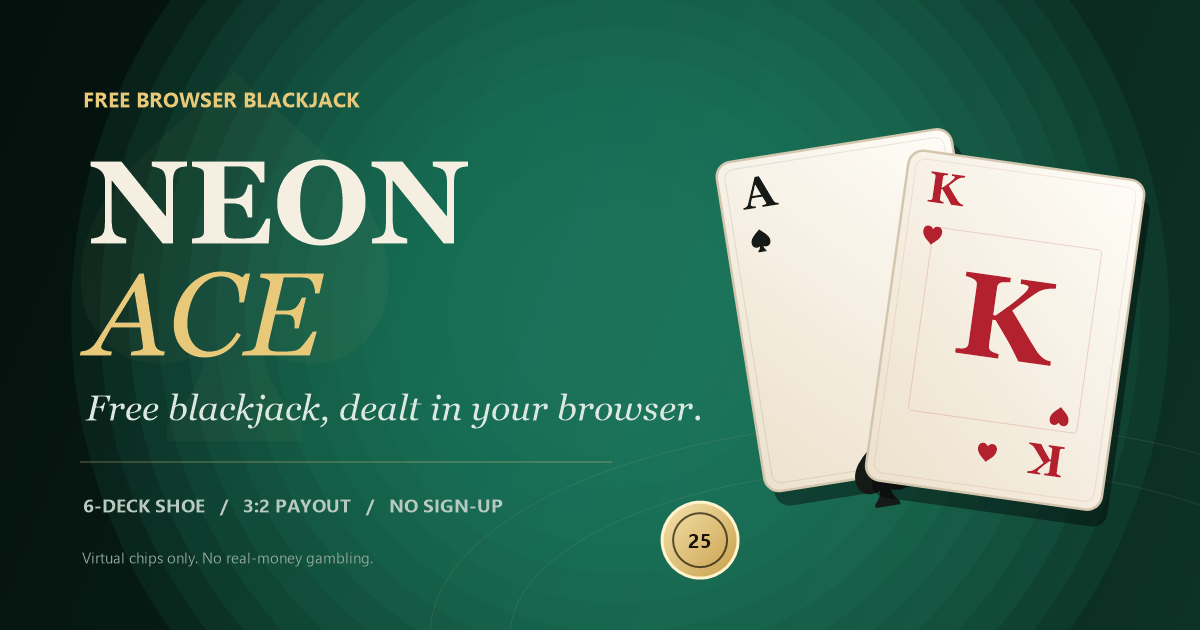 FREE BROWSER BLACKJACK
NEON
ACE
Free blackjack, dealt in your browser.
6-DECK SHOE / 3:2 PAYOUT / NO SIGN-UP
Virtual chips only. No real-money gambling.
A
K
K
K
25